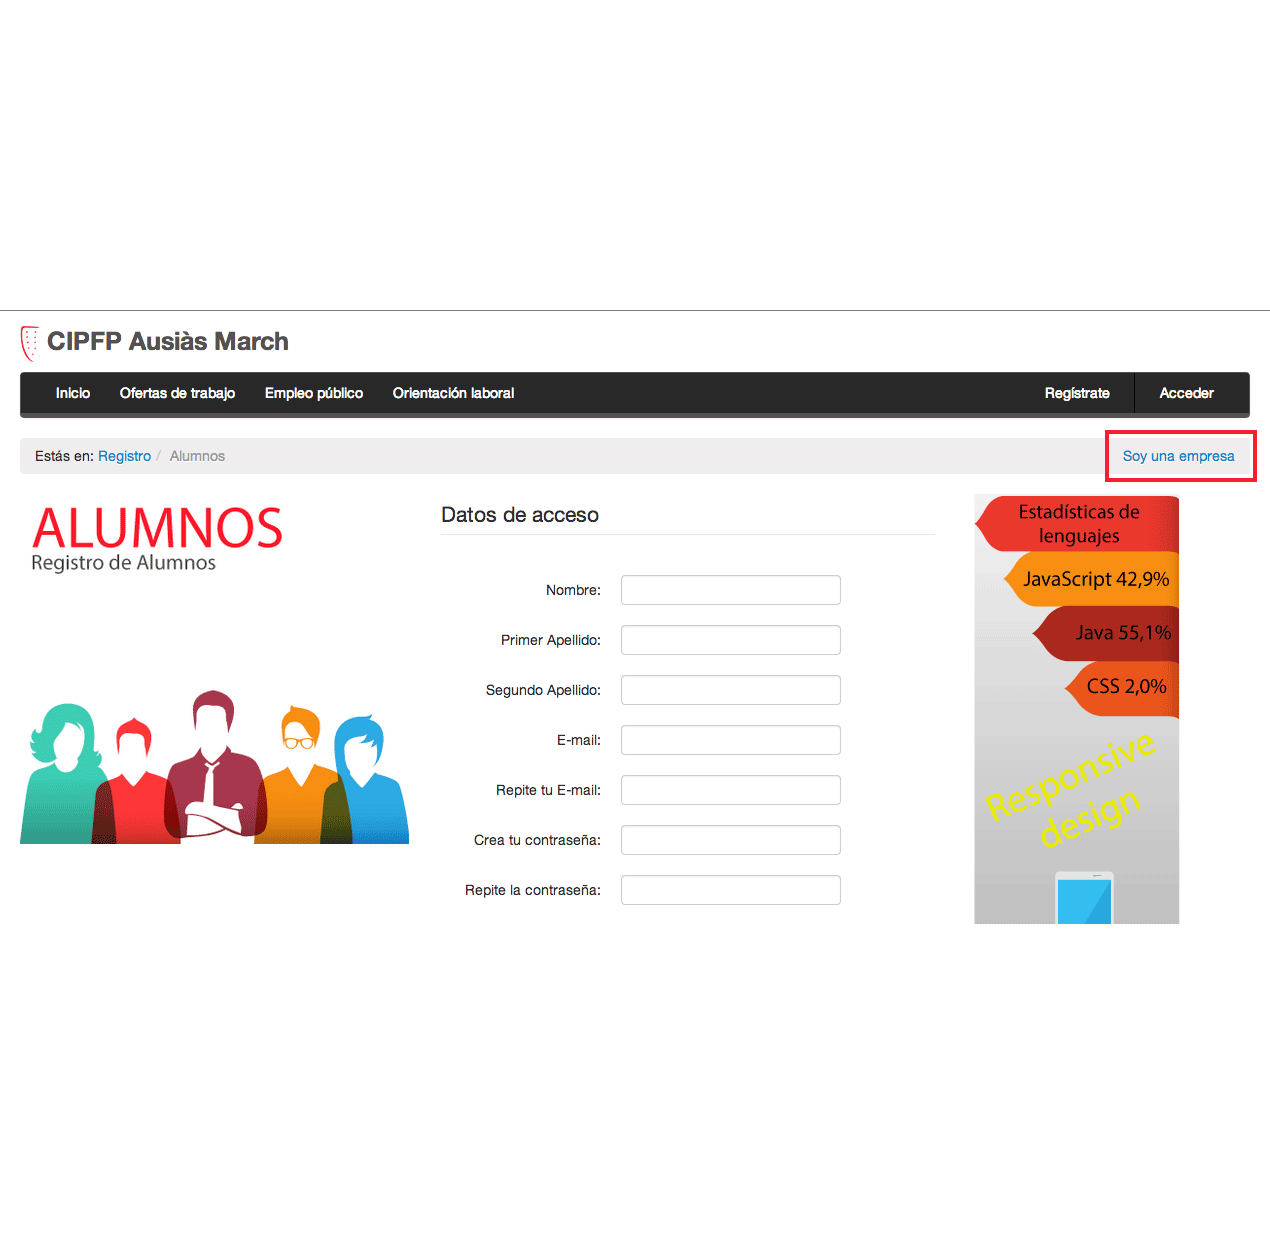 CIPFP Ausiàs March
Inicio Ofertas de trabajo Empleo público Orientación laboral Regístrate Acceder
Estás en: Registro / Alumnos Soy una empresa
ALUMNOS
Registro de Alumnos
Datos de acceso
Nombre:
Primer Apellido:
Segundo Apellido:
E-mail:
Repite tu E-mail:
Crea tu contraseña:
Repite la contraseña:
Estadísticas de
lenguajes
JavaScript 42,9%
Java 55,1%
CSS 2,0%
Responsive
design